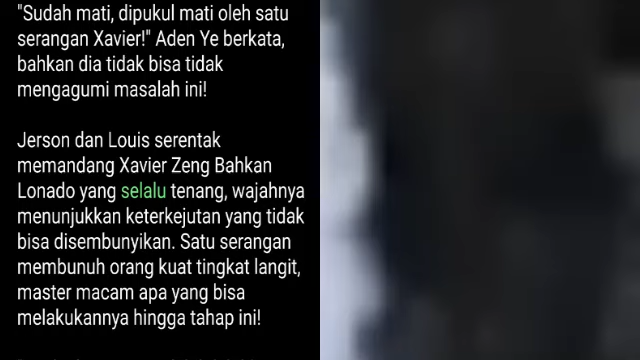 "Sudah mati, dipukul mati oleh satu
serangan Xavier!" Aden Ye berkata,
bahkan dia tidak bisa tidak
mengagumi masalah ini!
Jerson dan Louis serentak
memandang Xavier Zeng Bahkan
Lonado yang selalu tenang, wajahnya
menunjukkan keterkejutan yang tidak
bisa disembunyikan. Satu serangan
membunuh orang kuat tingkat langit,
master macam apa yang bisa
melakukannya hingga tahap ini!